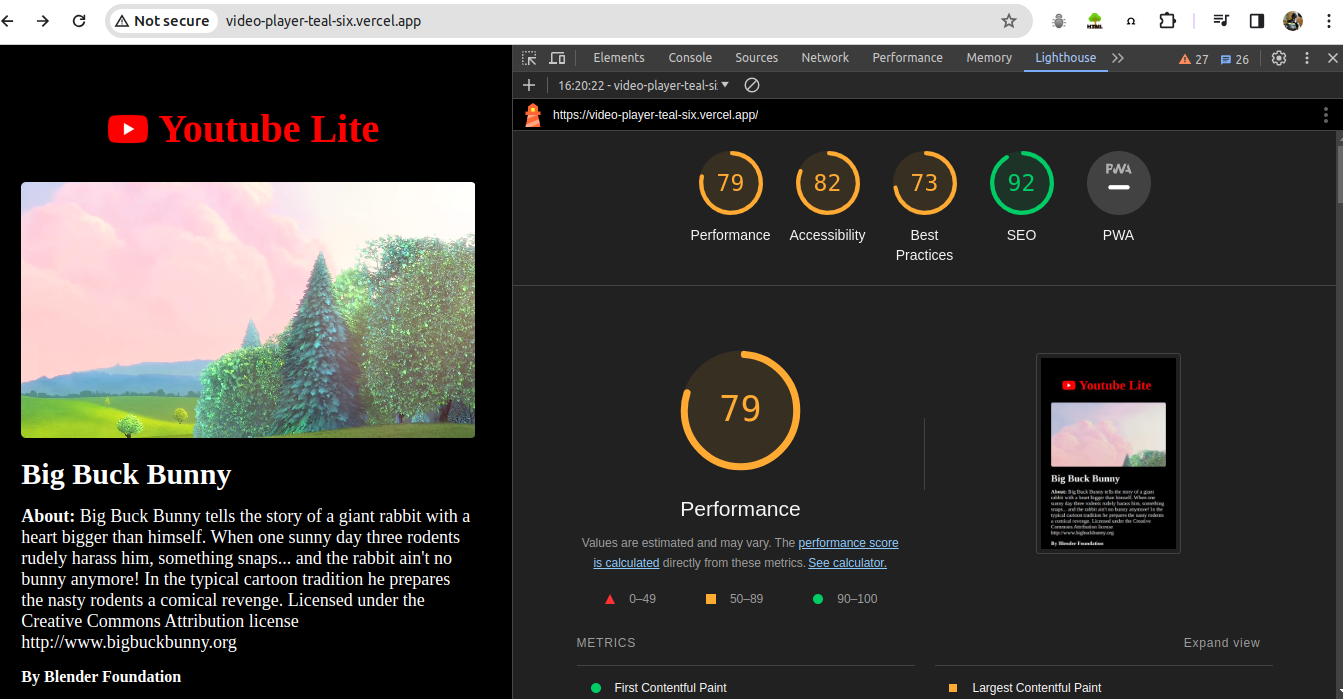 Not secure
video-player-teal-six.vercel.app
HTML
Ω
Youtube Lite
Big Buck Bunny
About: Big Buck Bunny tells the story of a giant rabbit with a
heart bigger than himself. When one sunny day three rodents
rudely harass him, something snaps... and the rabbit ain't no
bunny anymore! In the typical cartoon tradition he prepares
the nasty rodents a comical revenge. Licensed under the
Creative Commons Attribution license
http://www.bigbuckbunny.org
By Blender Foundation
Elements Console Sources Network Performance Memory Lighthouse 27 26
16:20:22 - video-player-teal-si
https://video-player-teal-six.vercel.app/
79 82 73 92 PWA
Performance Accessibility Best SEO PWA
Practices
79
Performance
Values are estimated and may vary. The performance score
is calculated directly from these metrics. See calculator.
0–49 50–89 90–100
Youtube Lite
Big Buck Bunny
About: Big Buck Bunny tells the story of a giant
rabbit with a heart bigger than himself. When one
sunny day three rodents rudely harass him, something
snaps... and the rabbit ain't no bunny anymore! In the
typical cartoon tradition he prepares the nasty rodents
a comical revenge. Licensed under the Creative
Commons Attribution license
http://www.bigbuckbunny.org
By Blender Foundation
METRICS Expand view
First Contentful Paint Largest Contentful Paint